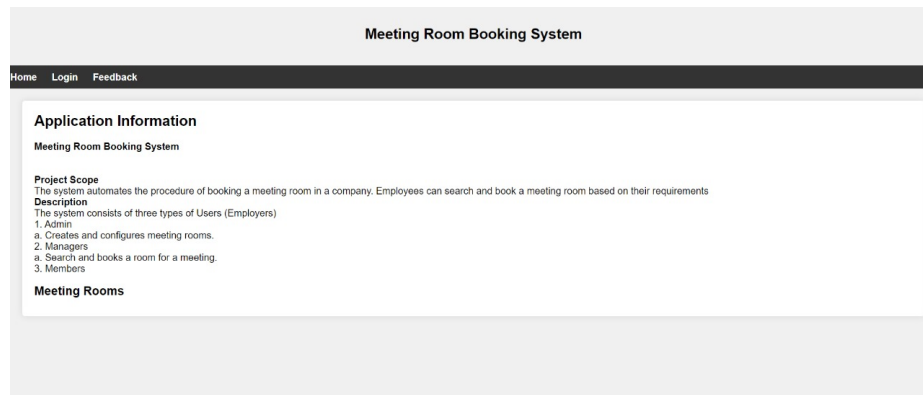 Meeting Room Booking System
Home Login Feedback
Application Information
Meeting Room Booking System
Project Scope
The system automates the procedure of booking a meeting room in a company. Employees can search and book a meeting room based on their requirements
Description
The system consists of three types of Users (Employers)
1. Admin
a. Creates and configures meeting rooms.
2. Managers
a. Search and books a room for a meeting.
3. Members
Meeting Rooms